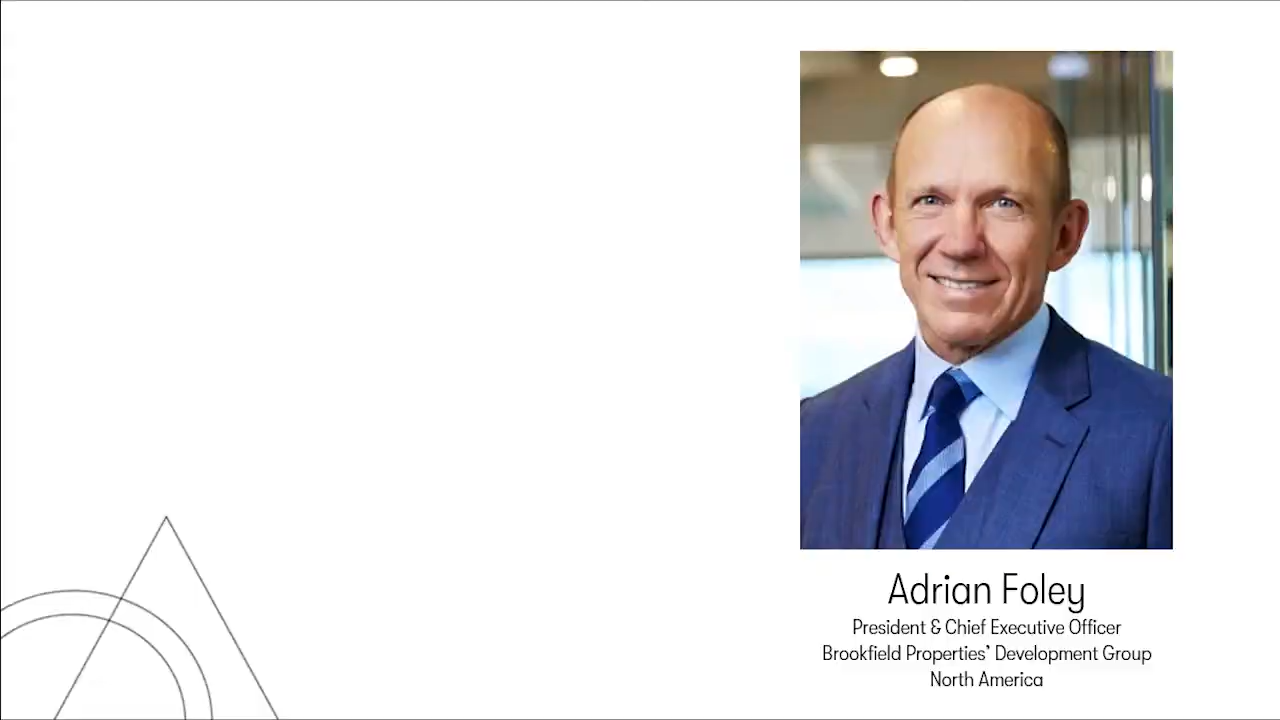 Adrian Foley
President & Chief Executive Officer
Brookfield Properties’ Development Group
North America